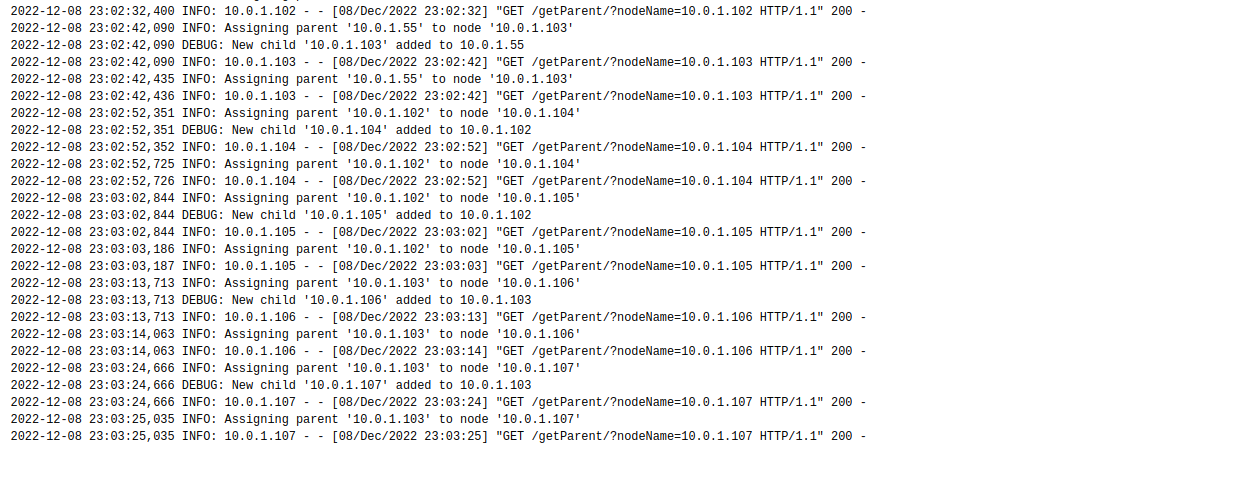 2022-12-08 23:02:32,400 INFO: 10.0.1.102 - - [08/Dec/2022 23:02:32] "GET /getParent/?nodeName=10.0.1.102 HTTP/1.1" 200 -
2022-12-08 23:02:42,090 INFO: Assigning parent '10.0.1.55' to node '10.0.1.103'
2022-12-08 23:02:42,090 DEBUG: New child '10.0.1.103' added to 10.0.1.55
2022-12-08 23:02:42,090 INFO: 10.0.1.103 - - [08/Dec/2022 23:02:42] "GET /getParent/?nodeName=10.0.1.103 HTTP/1.1" 200 -
2022-12-08 23:02:42,435 INFO: Assigning parent '10.0.1.55' to node '10.0.1.103'
2022-12-08 23:02:42,436 INFO: 10.0.1.103 - - [08/Dec/2022 23:02:42] "GET /getParent/?nodeName=10.0.1.103 HTTP/1.1" 200 -
2022-12-08 23:02:52,351 INFO: Assigning parent '10.0.1.102' to node '10.0.1.104'
2022-12-08 23:02:52,351 DEBUG: New child '10.0.1.104' added to 10.0.1.102
2022-12-08 23:02:52,352 INFO: 10.0.1.104 - - [08/Dec/2022 23:02:52] "GET /getParent/?nodeName=10.0.1.104 HTTP/1.1" 200 -
2022-12-08 23:02:52,725 INFO: Assigning parent '10.0.1.102' to node '10.0.1.104'
2022-12-08 23:02:52,726 INFO: 10.0.1.104 - - [08/Dec/2022 23:02:52] "GET /getParent/?nodeName=10.0.1.104 HTTP/1.1" 200 -
2022-12-08 23:03:02,844 INFO: Assigning parent '10.0.1.102' to node '10.0.1.105'
2022-12-08 23:03:02,844 DEBUG: New child '10.0.1.105' added to 10.0.1.102
2022-12-08 23:03:02,844 INFO: 10.0.1.105 - - [08/Dec/2022 23:03:02] "GET /getParent/?nodeName=10.0.1.105 HTTP/1.1" 200 -
2022-12-08 23:03:03,186 INFO: Assigning parent '10.0.1.102' to node '10.0.1.105'
2022-12-08 23:03:03,187 INFO: 10.0.1.105 - - [08/Dec/2022 23:03:03] "GET /getParent/?nodeName=10.0.1.105 HTTP/1.1" 200 -
2022-12-08 23:03:13,713 INFO: Assigning parent '10.0.1.103' to node '10.0.1.106'
2022-12-08 23:03:13,713 DEBUG: New child '10.0.1.106' added to 10.0.1.103
2022-12-08 23:03:13,713 INFO: 10.0.1.106 - - [08/Dec/2022 23:03:13] "GET /getParent/?nodeName=10.0.1.106 HTTP/1.1" 200 -
2022-12-08 23:03:14,063 INFO: Assigning parent '10.0.1.103' to node '10.0.1.106'
2022-12-08 23:03:14,063 INFO: 10.0.1.106 - - [08/Dec/2022 23:03:14] "GET /getParent/?nodeName=10.0.1.106 HTTP/1.1" 200 -
2022-12-08 23:03:24,666 INFO: Assigning parent '10.0.1.103' to node '10.0.1.107'
2022-12-08 23:03:24,666 DEBUG: New child '10.0.1.107' added to 10.0.1.103
2022-12-08 23:03:24,666 INFO: 10.0.1.107 - - [08/Dec/2022 23:03:24] "GET /getParent/?nodeName=10.0.1.107 HTTP/1.1" 200 -
2022-12-08 23:03:25,035 INFO: Assigning parent '10.0.1.103' to node '10.0.1.107'
2022-12-08 23:03:25,035 INFO: 10.0.1.107 - - [08/Dec/2022 23:03:25] "GET /getParent/?nodeName=10.0.1.107 HTTP/1.1" 200 -